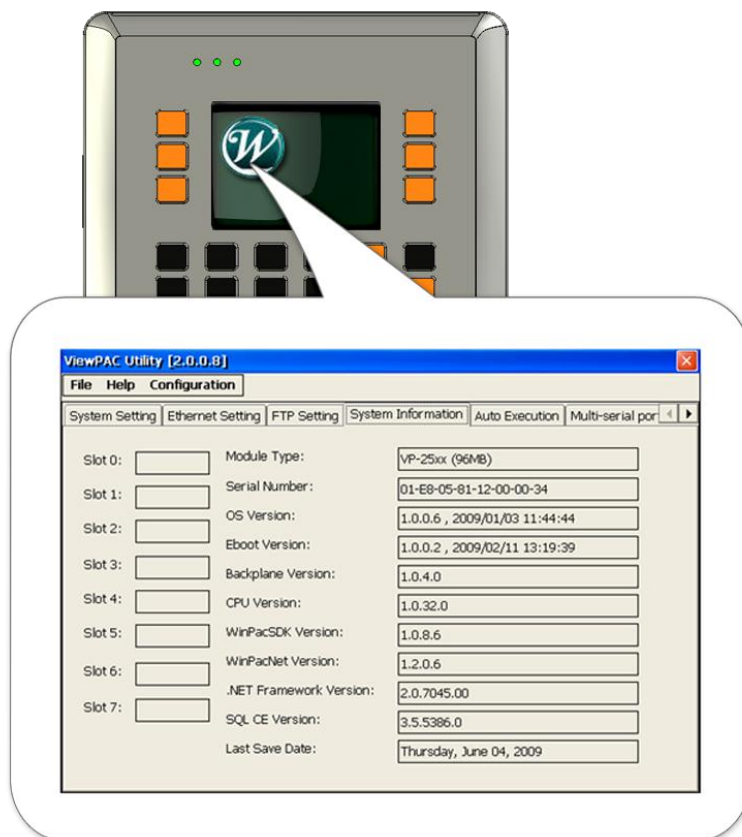 W
ViewPAC Utility [2.0.0.8]
File Help Configuration
System Setting Ethernet Setting FTP Setting System Information Auto Execution Multi-serial por
Slot 0:
Slot 1:
Slot 2:
Slot 3:
Slot 4:
Slot 5:
Slot 6:
Slot 7:
Module Type: VP-25xx (96MB)
Serial Number: 01-E8-05-81-12-00-00-34
OS Version: 1.0.0.6 , 2009/01/03 11:44:44
Eboot Version: 1.0.0.2 , 2009/02/11 13:19:39
Backplane Version: 1.0.4.0
CPU Version: 1.0.32.0
WinPacSDK Version: 1.0.8.6
WinPacNet Version: 1.2.0.6
.NET Framework Version: 2.0.7045.00
SQL CE Version: 3.5.5386.0
Last Save Date: Thursday, June 04, 2009